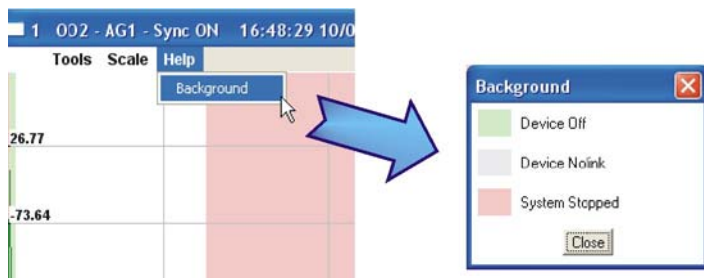 1 002 - AG1 - Sync ON 16:48:29 10/0
Tools Scale Help
Background
26.77
-73.64
Background
Device Off
Device Nolink
System Stopped
Close